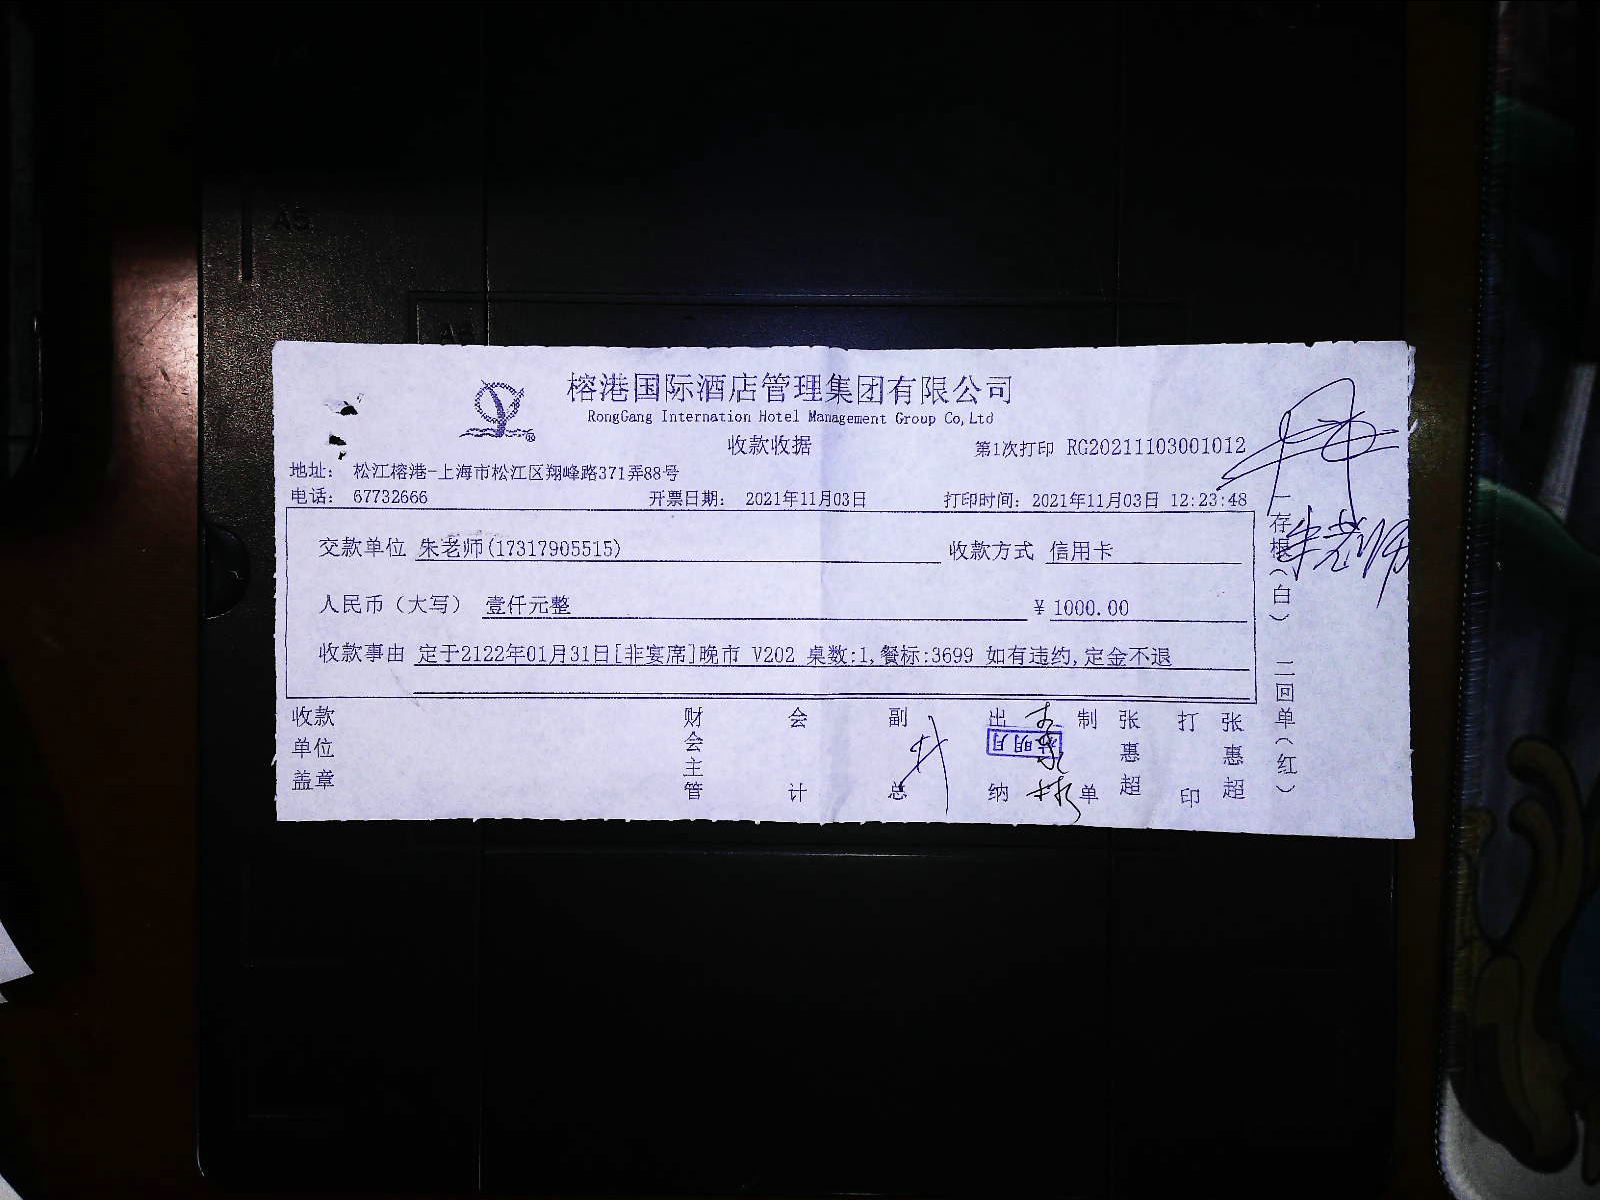 榕港国际酒店管理集团有限公司
RongGang Internation Hotel Management Group Co,Ltd
收款收据
第1次打印 RG20211103001012
地址: 松江榕港-上海市松江区翔峰路371弄88号
电话: 67732666 开票日期: 2021年11月03日 打印时间: 2021年11月03日 12:23:48
交款单位 朱老师(17317905515) 收款方式 信用卡
人民币(大写) 壹仟元整 ¥ 1000.00
收款事由 定于2122年01月31日[非宴席]晚市 V202 桌数:1,餐标:3699 如有违约,定金不退
收款单位盖章 财会主管 会计 副总 出纳 制单 张惠超 打印 张惠超
一存根(白) 二回单(红)
朱老师
A5